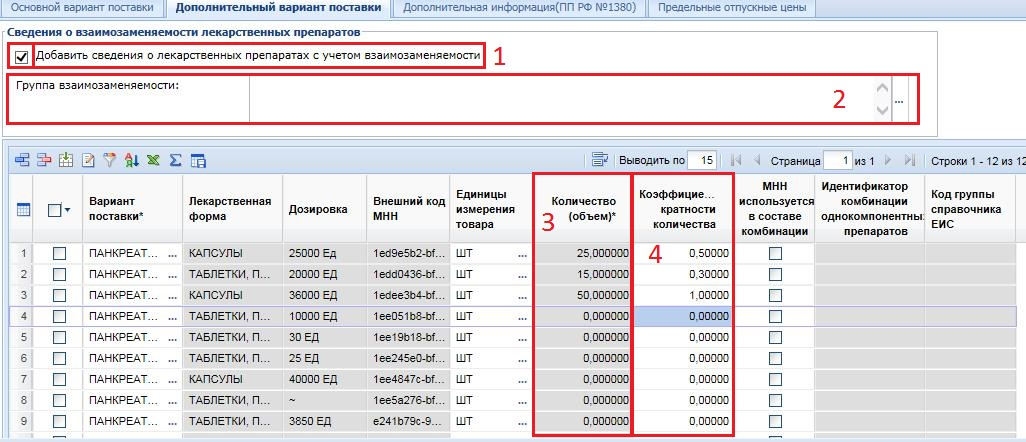 Основной вариант поставки Дополнительный вариант поставки Дополнительная информация(ПП РФ №1380) Предельные отпускные цены
Сведения о взаимозаменяемости лекарственных препаратов
Добавить сведения о лекарственных препаратах с учетом взаимозаменяемости 1
Группа взаимозаменяемости: 2 ...
Выводить по 15 Страница 1 из 1 Строки 1 - 12 из 12
Вариант поставки* Лекарственная форма Дозировка Внешний код МНН Единицы измерения товара Количество (объем)* Коэффицие... кратности количества МНН используется в составе комбинации Идентификатор комбинации однокомпонентных препаратов Код группы справочника ЕИС
3 4
1 ПАНКРЕАТ... ... КАПСУЛЫ 25000 ЕД 1ed9e5b2-bf... ШТ ... 25,000000 0,50000
2 ПАНКРЕАТ... ... ТАБЛЕТКИ, П... 20000 ЕД 1edd0436-bf... ШТ ... 15,000000 0,30000
3 ПАНКРЕАТ... ... КАПСУЛЫ 36000 ЕД 1edee3b4-bf... ШТ ... 50,000000 1,00000
4 ПАНКРЕАТ... ... ТАБЛЕТКИ, П... 10000 ЕД 1ee051b8-bf... ШТ ... 0,000000 0,00000
5 ПАНКРЕАТ... ... ТАБЛЕТКИ, П... 30 ЕД 1ee19b18-bf... ШТ ... 0,000000 0,00000
6 ПАНКРЕАТ... ... ТАБЛЕТКИ, П... 25 ЕД 1ee245e0-bf... ШТ ... 0,000000 0,00000
7 ПАНКРЕАТ... ... КАПСУЛЫ 40000 ЕД 1ee4847c-bf... ШТ ... 0,000000 0,00000
8 ПАНКРЕАТ... ... ТАБЛЕТКИ, П... ~ 1ee5a276-bf... ШТ ... 0,000000 0,00000
9 ПАНКРЕАТ... ... ТАБЛЕТКИ, П... 3850 ЕД e241b79c-9... ШТ ... 0,000000 0,00000